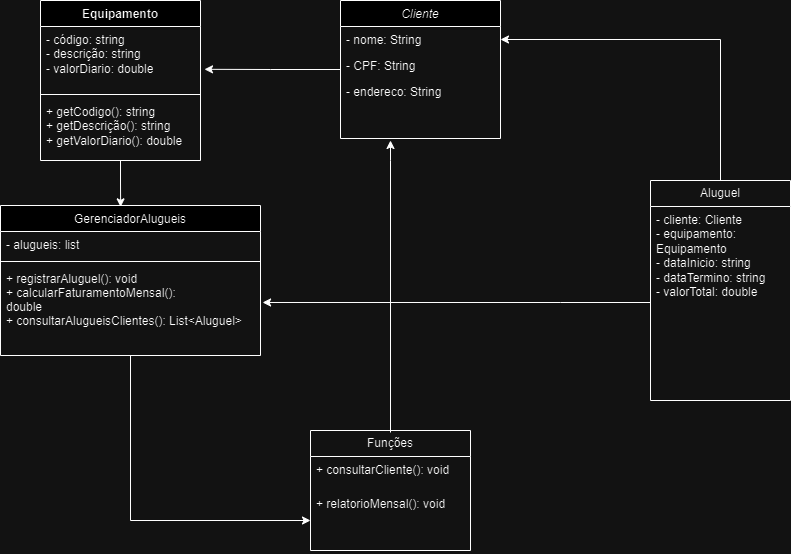 Equipamento
- código: string
- descrição: string
- valorDiario: double
+ getCodigo(): string
+ getDescrição(): string
+ getValorDiario(): double
Cliente
- nome: String
- CPF: String
- endereco: String
GerenciadorAlugueis
- alugueis: list
+ registrarAluguel(): void
+ calcularFaturamentoMensal():
double
+ consultarAlugueisClientes(): List<Aluguel>
Aluguel
- cliente: Cliente
- equipamento:
Equipamento
- dataInicio: string
- dataTermino: string
- valorTotal: double
Funções
+ consultarCliente(): void
+ relatorioMensal(): void